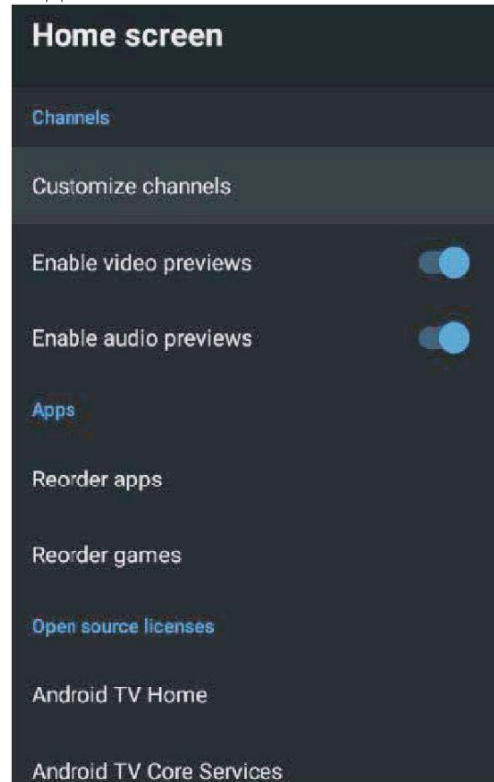 Home screen
Channels
Customize channels
Enable video previews
Enable audio previews
Apps
Reorder apps
Reorder games
Open source licenses
Android TV Home
Android TV Core Services